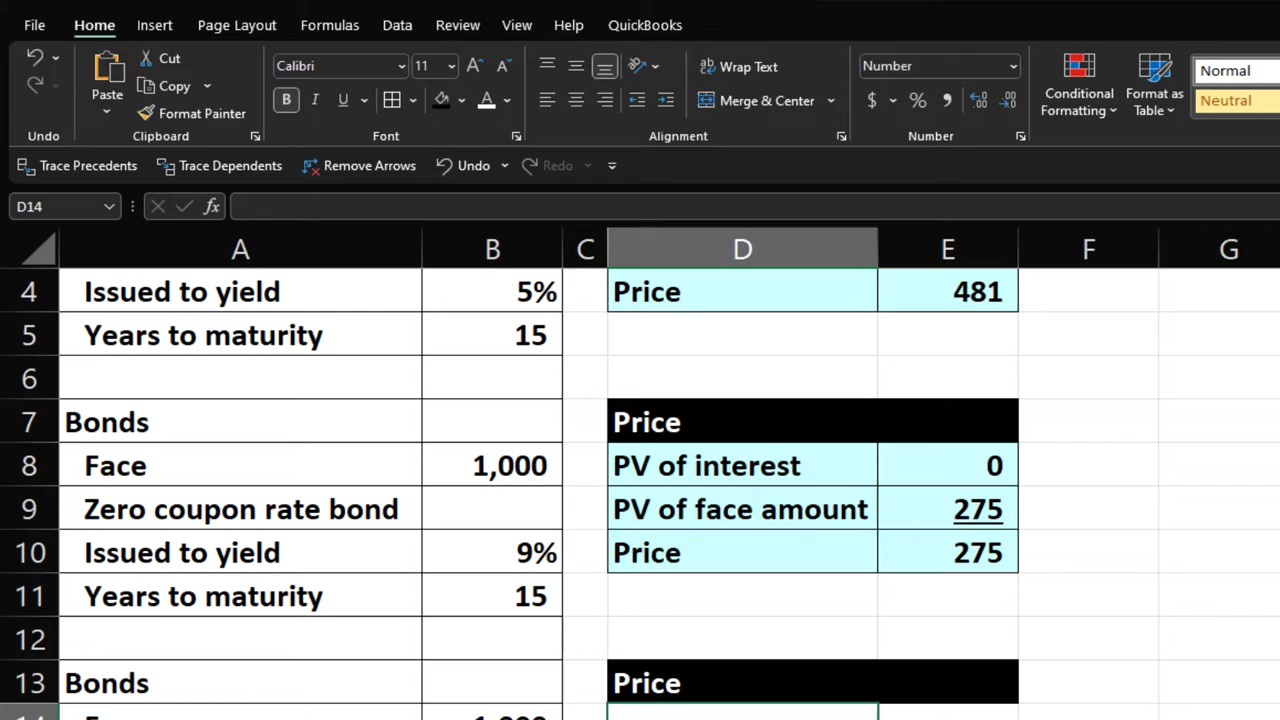 File Home Insert Page Layout Formulas Data Review View Help QuickBooks
Cut
Copy
Format Painter
Paste
Undo Clipboard
Calibri 11
B I U A
Font
Wrap Text
Merge & Center
Alignment
Number
$ %
Number
Conditional Formatting
Format as Table
Normal
Neutral
Trace Precedents Trace Dependents Remove Arrows Undo Redo
D14 fx
A B C D E F G
4 Issued to yield 5% Price 481
5 Years to maturity 15
6
7 Bonds Price
8 Face 1,000 PV of interest 0
9 Zero coupon rate bond PV of face amount 275
10 Issued to yield 9% Price 275
11 Years to maturity 15
12
13 Bonds Price